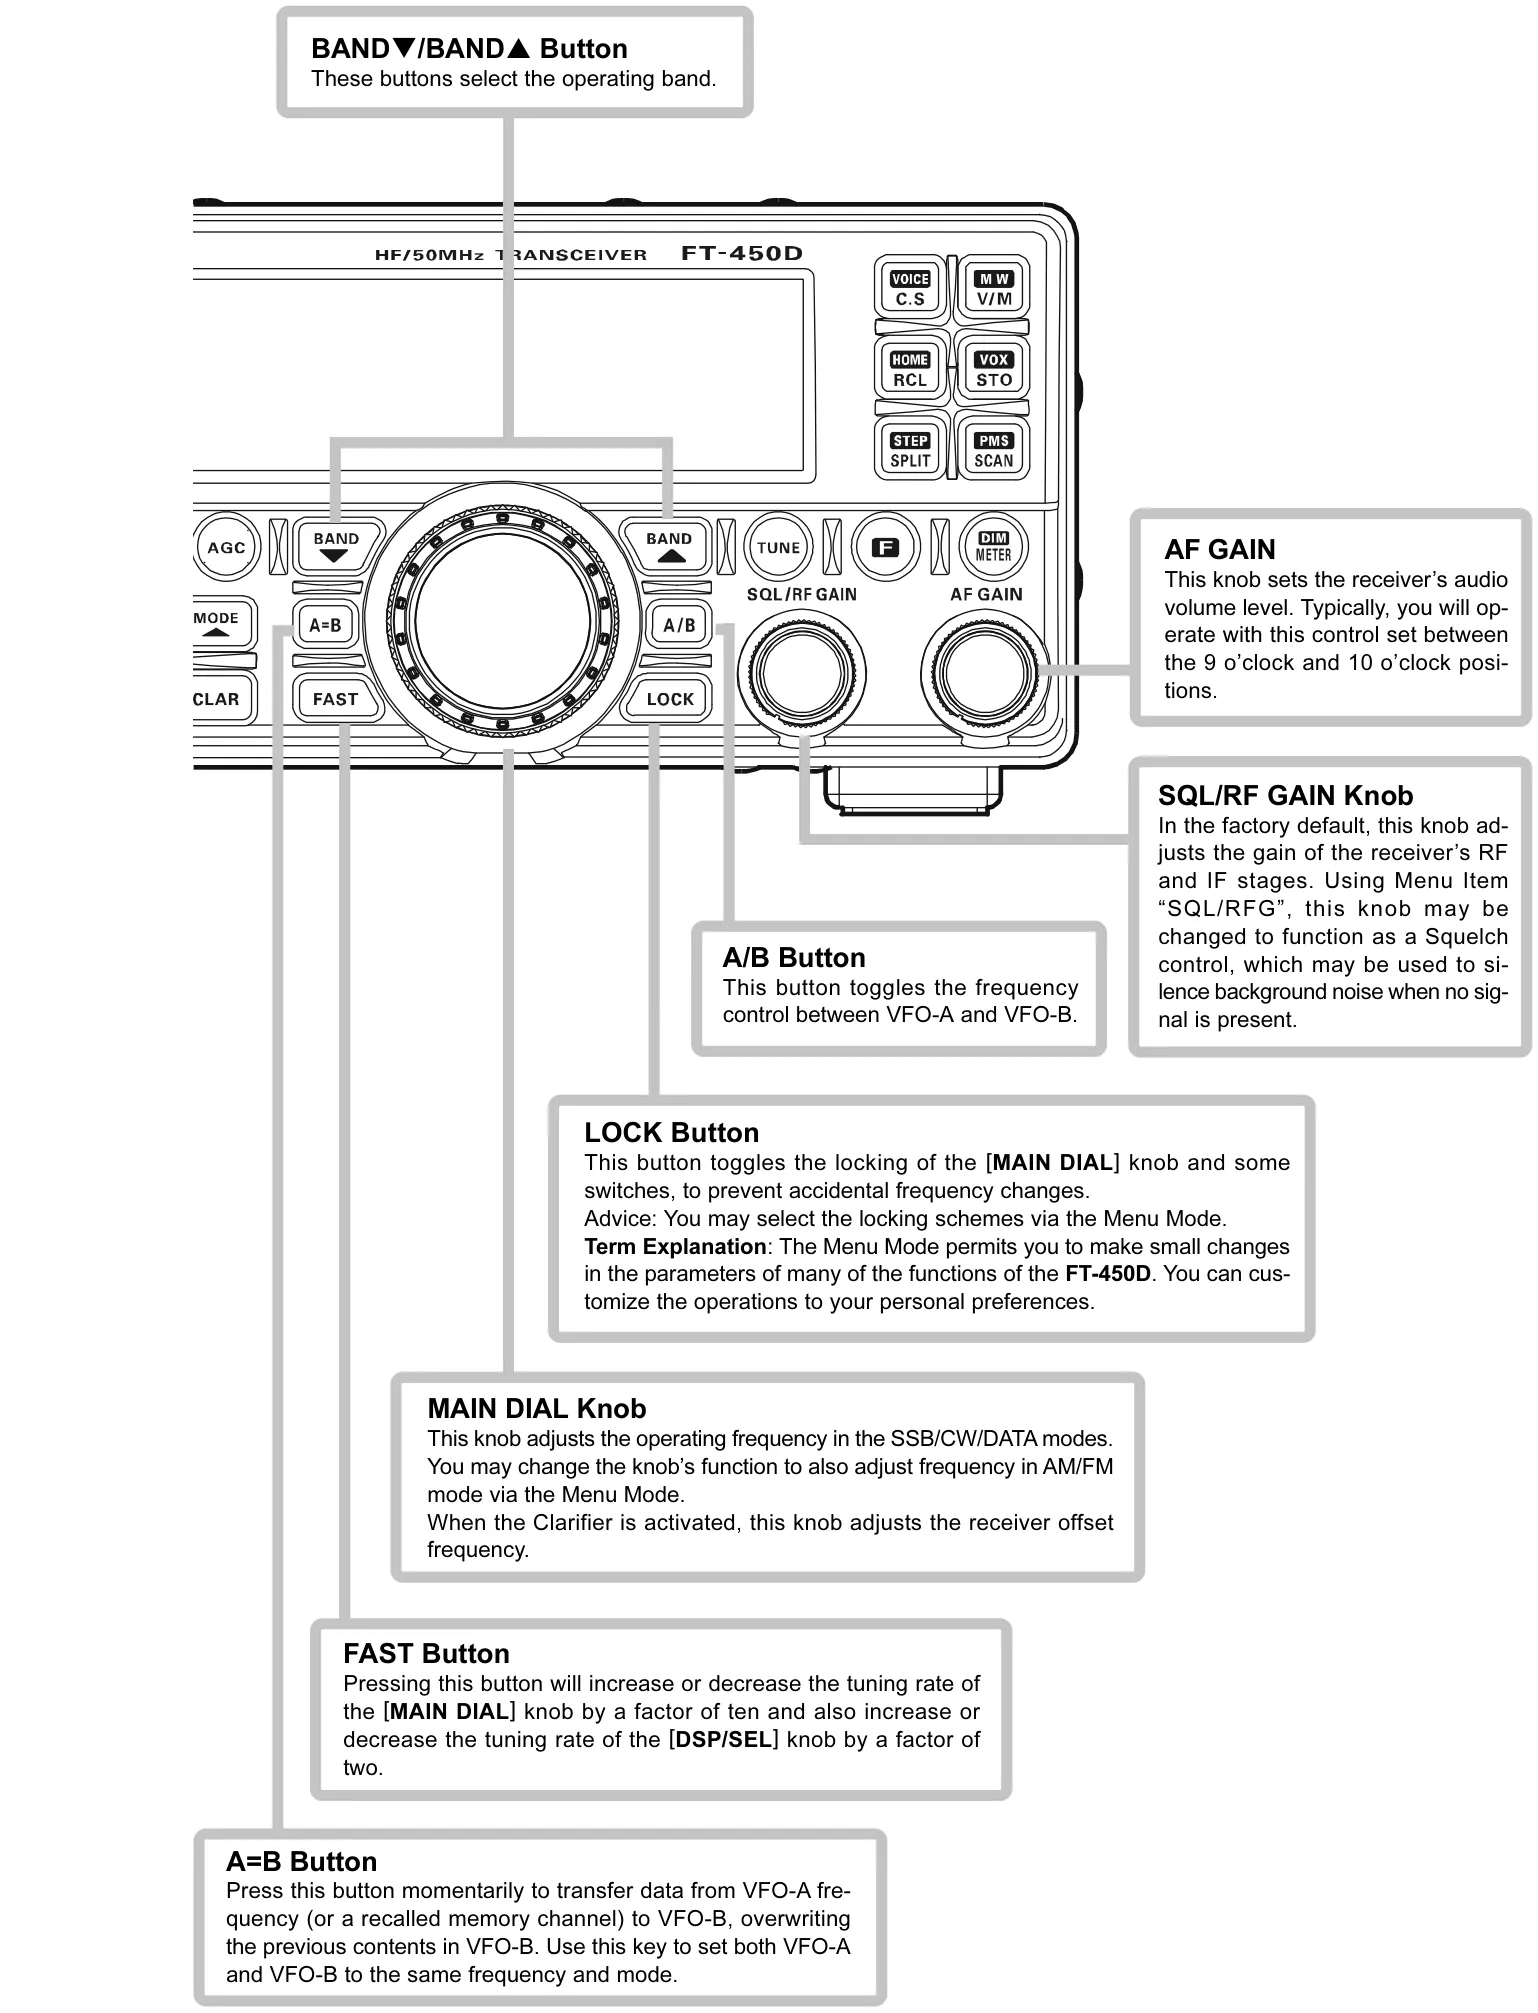 BAND▼/BAND▲ Button
These buttons select the operating band.
HF/50MHz TRANSCEIVER FT-450D
VOICE
C.S
M W
V/M
HOME
RCL
VOX
STO
STEP
SPLIT
PMS
SCAN
AGC
BAND
▼
BAND
▲
TUNE
F
DIM
METER
SQL/RF GAIN
AF GAIN
MODE
A=B
A/B
CLAR
FAST
LOCK
AF GAIN
This knob sets the receiver’s audio
volume level. Typically, you will op-
erate with this control set between
the 9 o’clock and 10 o’clock posi-
tions.
SQL/RF GAIN Knob
In the factory default, this knob ad-
justs the gain of the receiver’s RF
and IF stages. Using Menu Item
“SQL/RFG”, this knob may be
changed to function as a Squelch
control, which may be used to si-
lence background noise when no sig-
nal is present.
A/B Button
This button toggles the frequency
control between VFO-A and VFO-B.
LOCK Button
This button toggles the locking of the [MAIN DIAL] knob and some
switches, to prevent accidental frequency changes.
Advice: You may select the locking schemes via the Menu Mode.
Term Explanation: The Menu Mode permits you to make small changes
in the parameters of many of the functions of the FT-450D. You can cus-
tomize the operations to your personal preferences.
MAIN DIAL Knob
This knob adjusts the operating frequency in the SSB/CW/DATA modes.
You may change the knob’s function to also adjust frequency in AM/FM
mode via the Menu Mode.
When the Clarifier is activated, this knob adjusts the receiver offset
frequency.
FAST Button
Pressing this button will increase or decrease the tuning rate of
the [MAIN DIAL] knob by a factor of ten and also increase or
decrease the tuning rate of the [DSP/SEL] knob by a factor of
two.
A=B Button
Press this button momentarily to transfer data from VFO-A fre-
quency (or a recalled memory channel) to VFO-B, overwriting
the previous contents in VFO-B. Use this key to set both VFO-A
and VFO-B to the same frequency and mode.